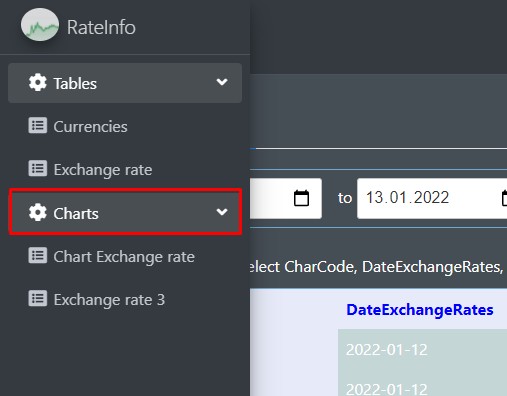 RateInfo
Tables
Currencies
Exchange rate
Charts
Chart Exchange rate
Exchange rate 3
to 13.01.2022
elect CharCode, DateExchangeRates,
DateExchangeRates
2022-01-12
2022-01-12